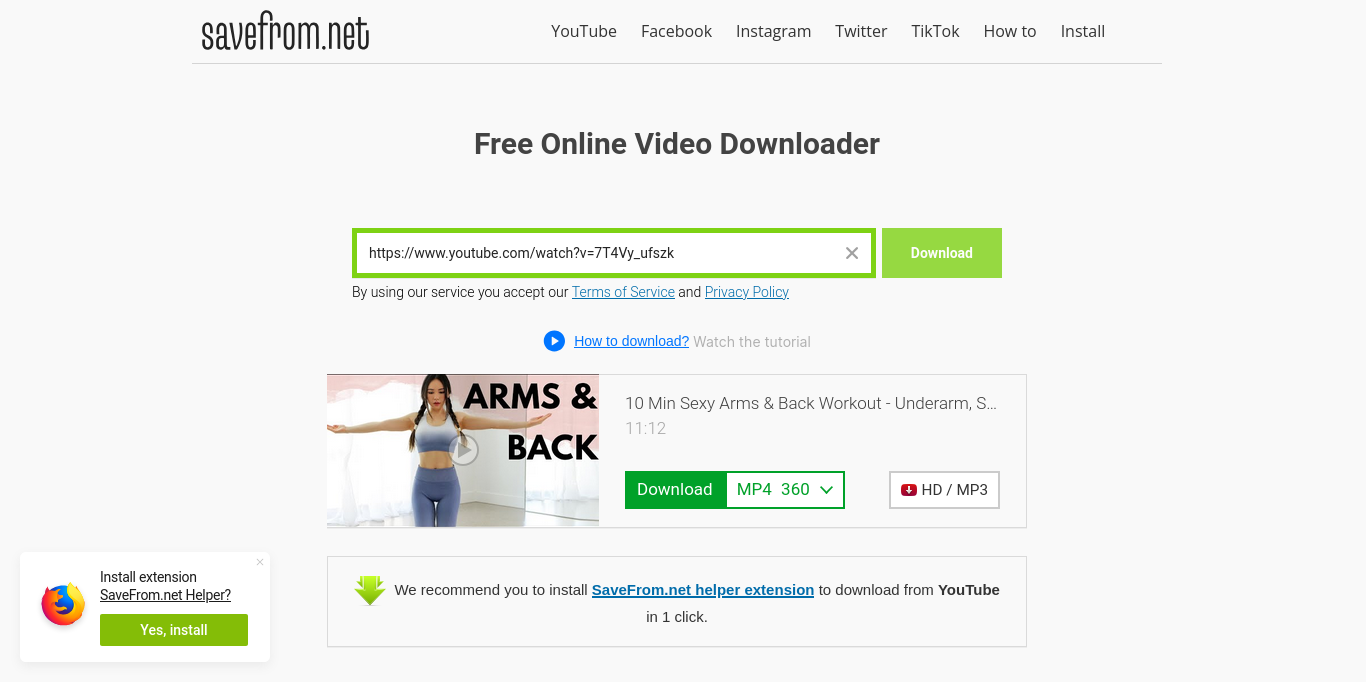 savefrom.net
YouTube Facebook Instagram Twitter TikTok How to Install
Free Online Video Downloader
https://www.youtube.com/watch?v=7T4Vy_ufszk
Download
By using our service you accept our Terms of Service and Privacy Policy
How to download? Watch the tutorial
ARMS &
BACK
10 Min Sexy Arms & Back Workout - Underarm, S...
11:12
Download MP4 360
HD / MP3
We recommend you to install SaveFrom.net helper extension to download from YouTube
in 1 click.
Install extension
SaveFrom.net Helper?
Yes, install